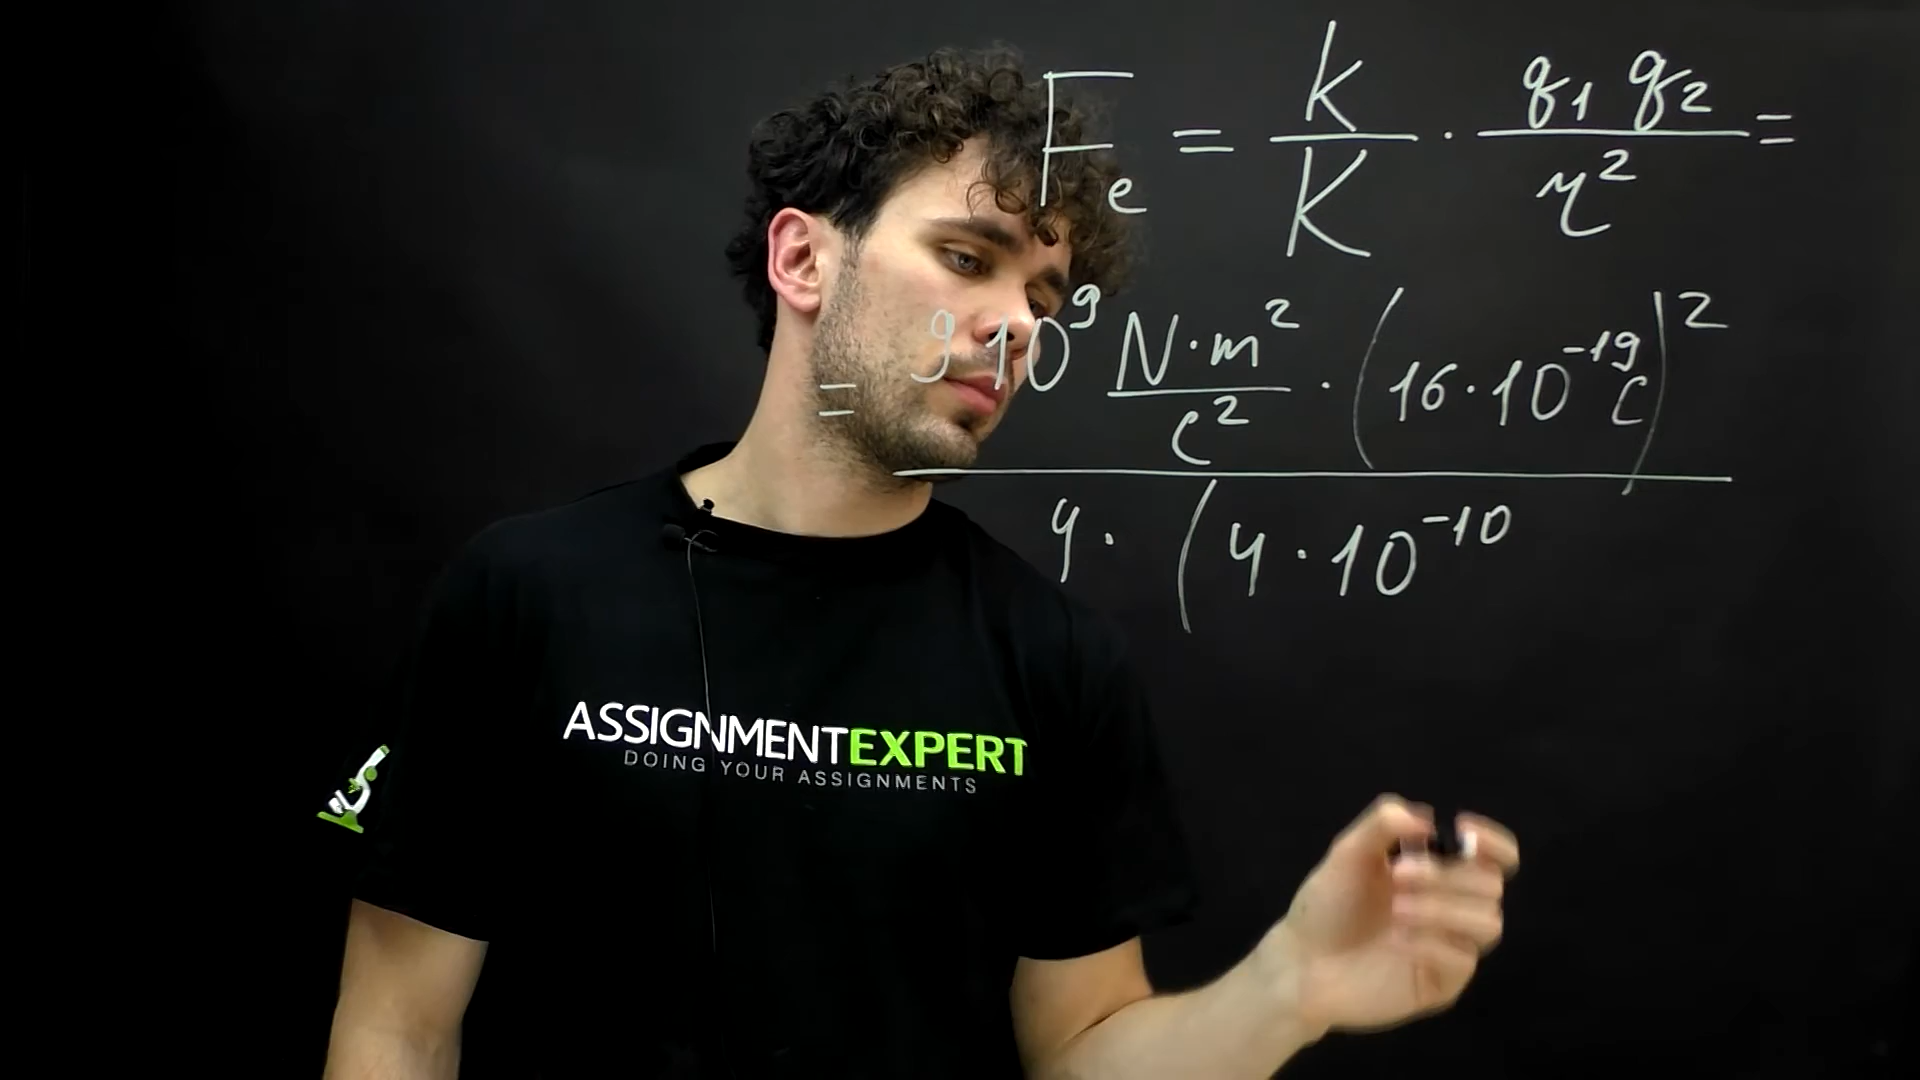 Fe = k/K · q1 q2/r² =
= 9 10⁹ N·m²/c² · (16·10⁻¹⁹ C)²
4 · (4 · 10⁻¹⁰
ASSIGNMENTEXPERT
DOING YOUR ASSIGNMENTS